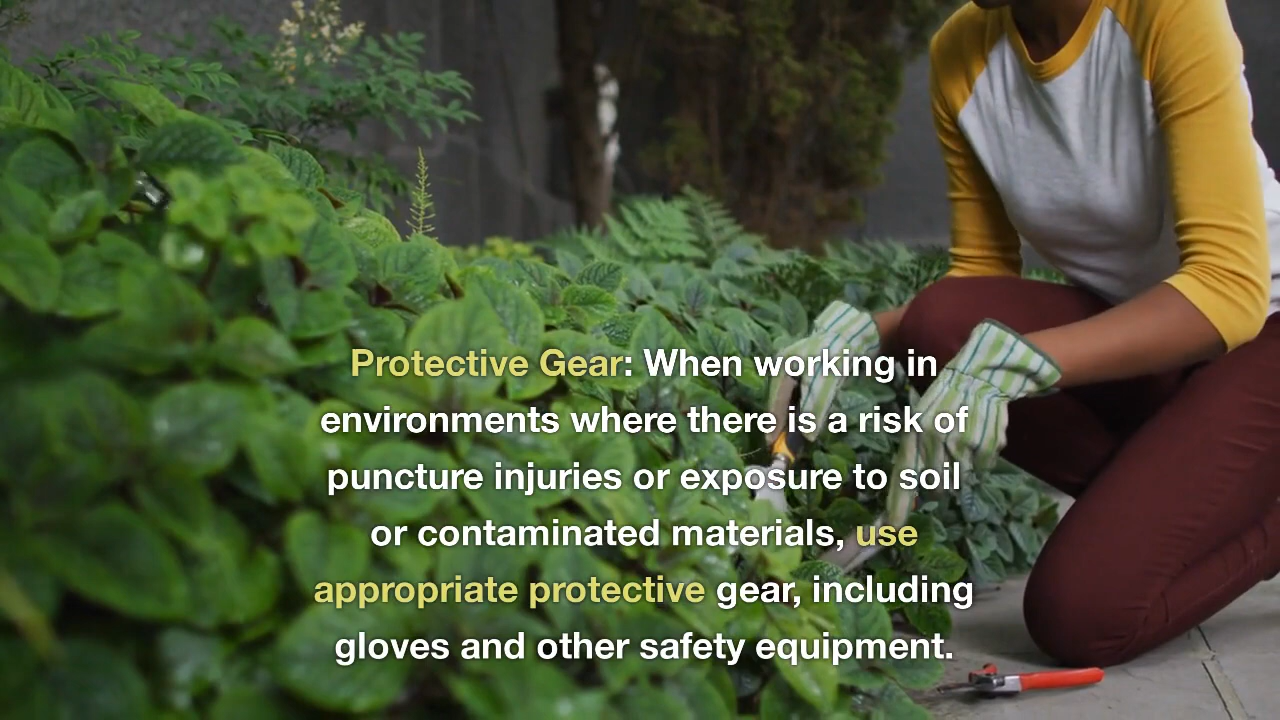 Protective Gear: When working in
environments where there is a risk of
puncture injuries or exposure to soil
or contaminated materials, use
appropriate protective gear, including
gloves and other safety equipment.